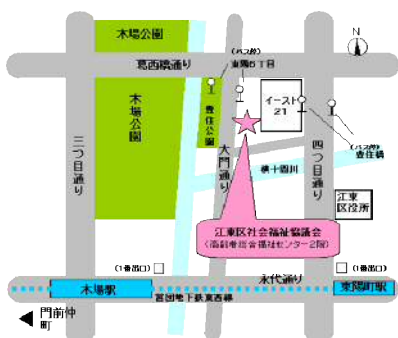 木場公園
N
葛西橋通り
(バス停)
東陽5丁目
木場公園
豊住公園
イースト
21
三つ目通り
大門通り
四つ目通り
(バス停)
豊住橋
横十間川
江東
区役所
江東区社会福祉協議会
(高齢者総合福祉センター2階)
(1番出口)
永代通り
(1番出口)
木場駅
東陽町駅
営団地下鉄東西線
門前仲
町